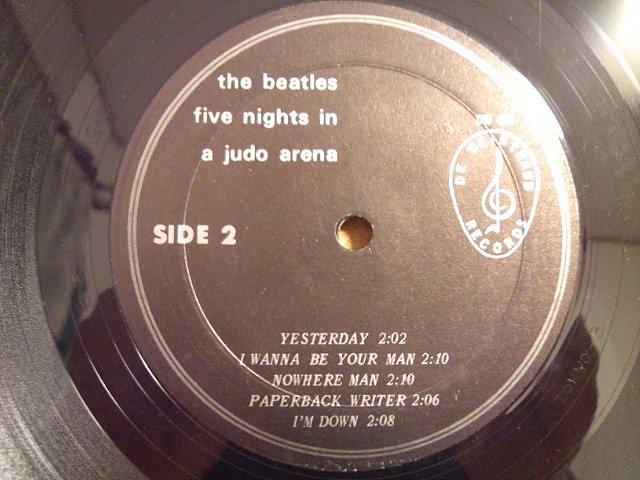 the beatles
five nights in
a judo arena
SIDE 2
RECORDS
YESTERDAY 2:02
I WANNA BE YOUR MAN 2:10
NOWHERE MAN 2:10
PAPERBACK WRITER 2:06
I'M DOWN 2:08